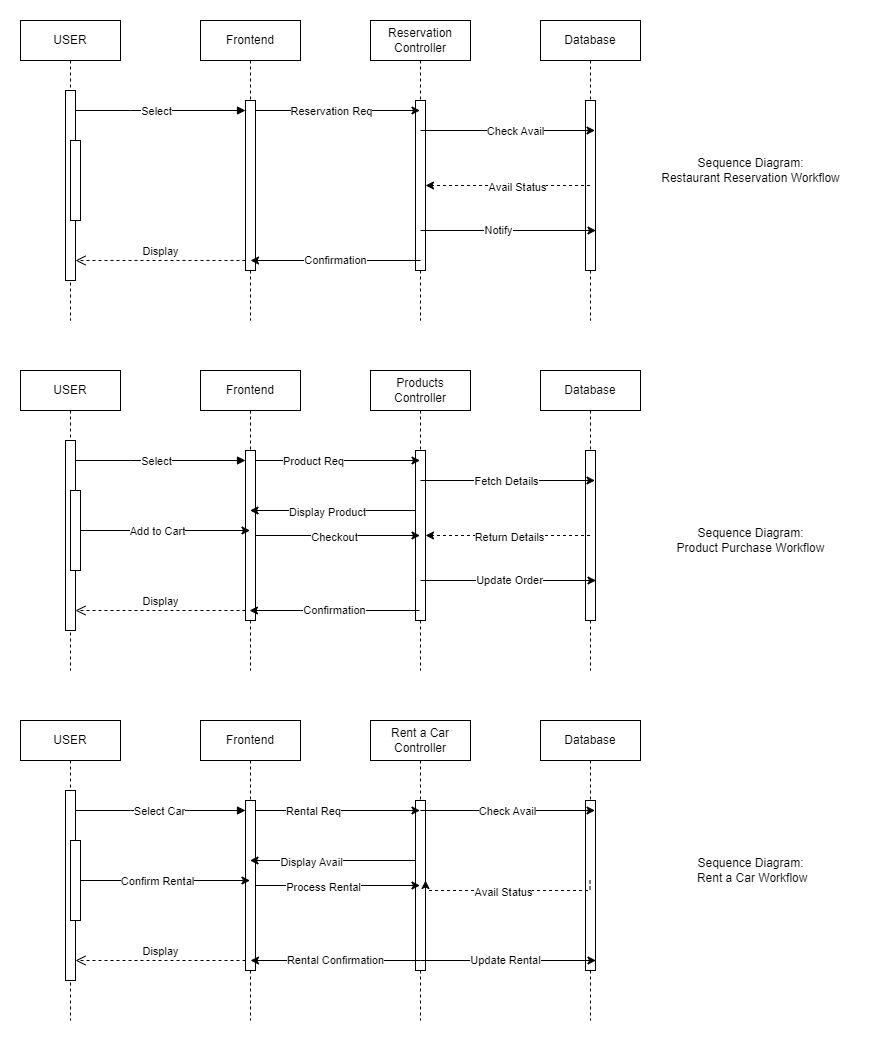 USER
Frontend
Reservation
Controller
Database
Select
Reservation Req
Check Avail
Sequence Diagram:
Restaurant Reservation Workflow
Avail Status
Notify
Display
Confirmation
USER
Frontend
Products
Controller
Database
Select
Product Req
Fetch Details
Display Product
Add to Cart
Checkout
Return Details
Sequence Diagram:
Product Purchase Workflow
Update Order
Display
Confirmation
USER
Frontend
Rent a Car
Controller
Database
Select Car
Rental Req
Check Avail
Display Avail
Sequence Diagram:
Rent a Car Workflow
Confirm Rental
Process Rental
Avail Status
Display
Rental Confirmation
Update Rental